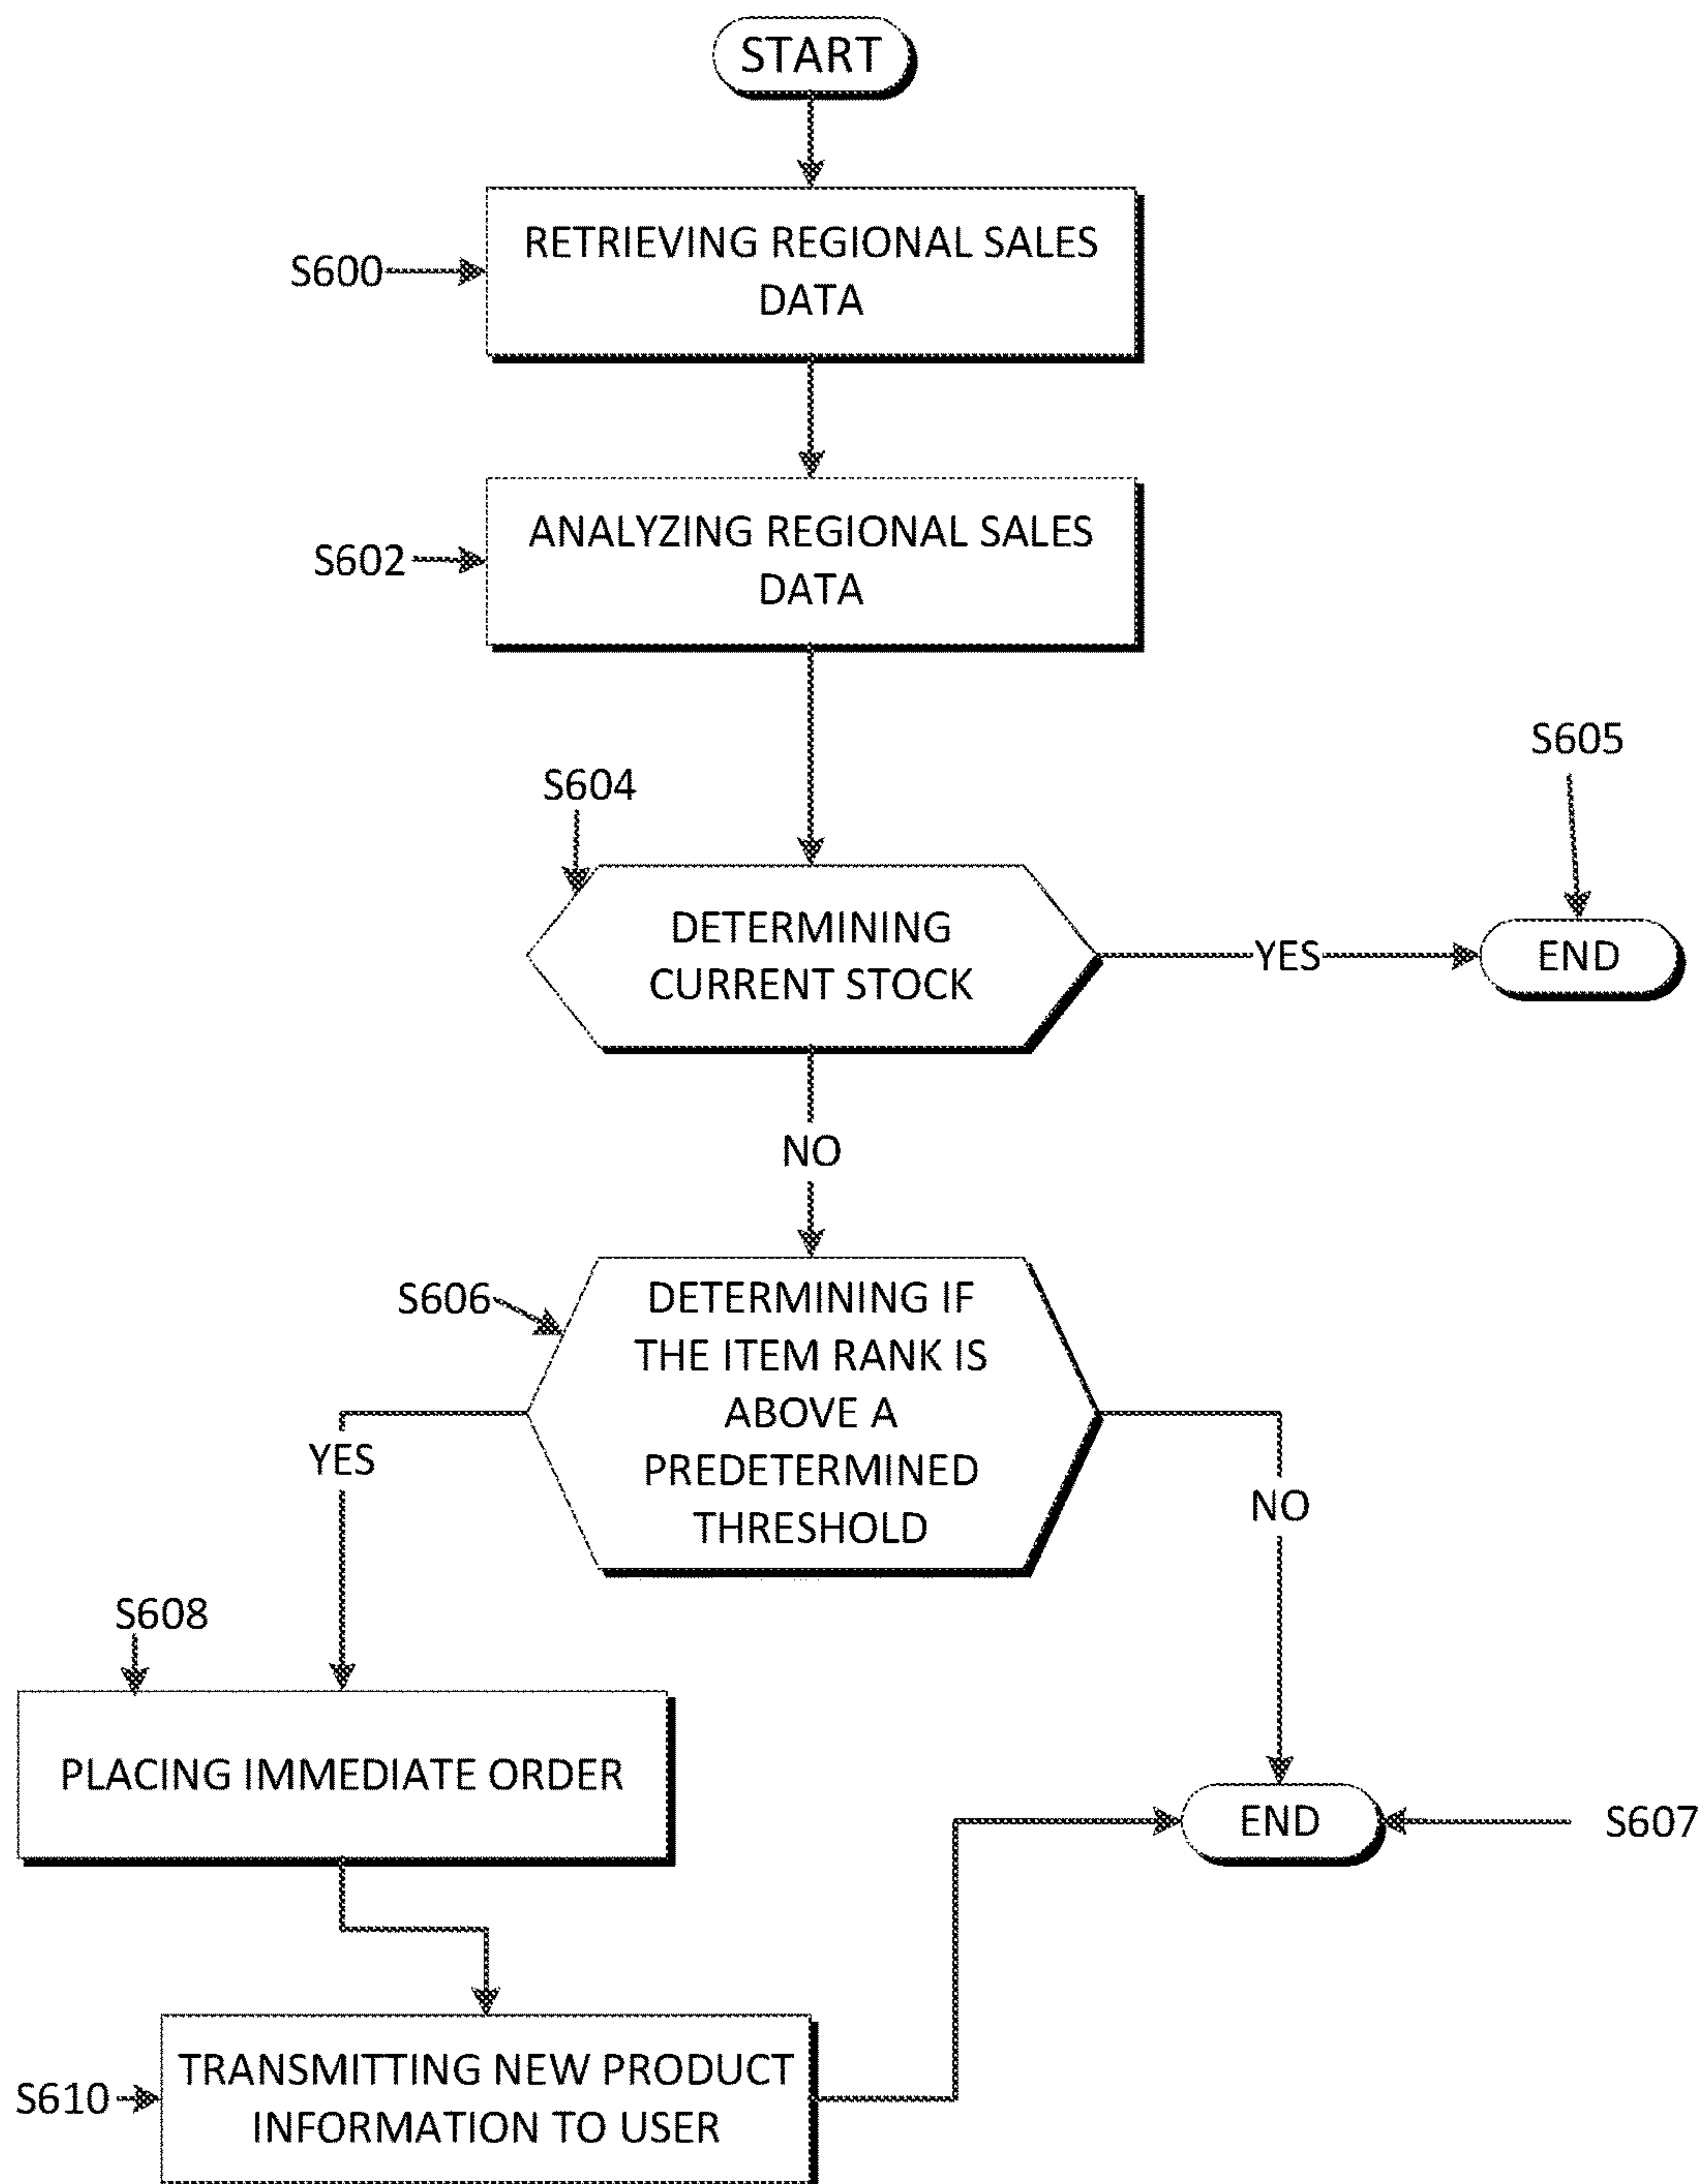 START
RETRIEVING REGIONAL SALES
DATA
S600
ANALYZING REGIONAL SALES
DATA
S602
S605
S604
DETERMINING
CURRENT STOCK
YES
END
NO
S606
DETERMINING IF
THE ITEM RANK IS
ABOVE A
PREDETERMINED
THRESHOLD
YES
NO
S608
PLACING IMMEDIATE ORDER
END
S607
TRANSMITTING NEW PRODUCT
INFORMATION TO USER
S610